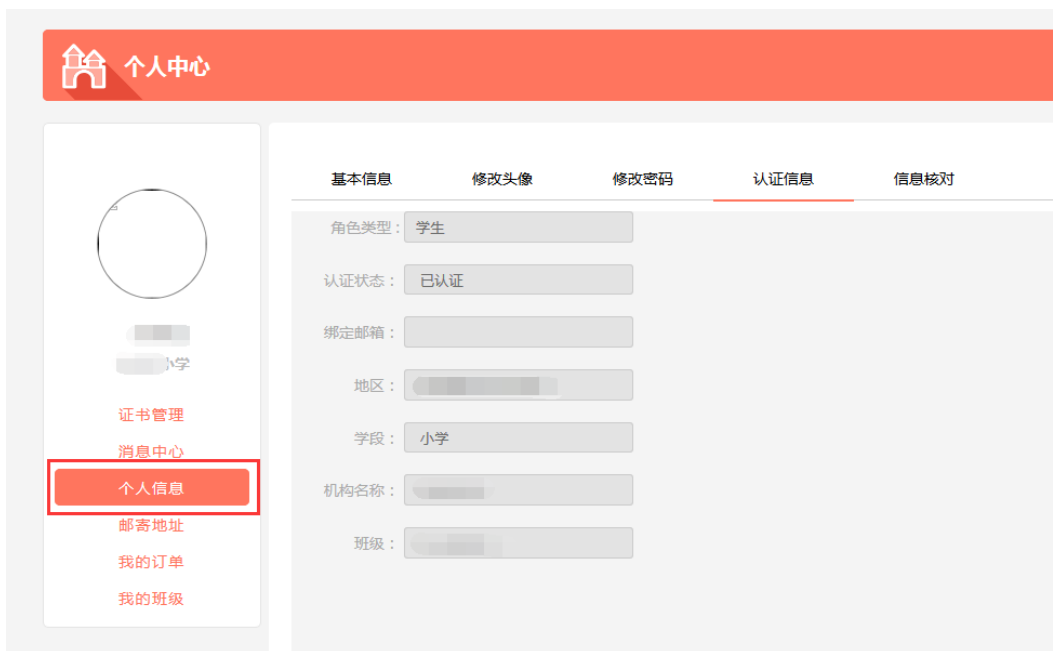 个人中心
基本信息 修改头像 修改密码 认证信息 信息核对
角色类型： 学生
认证状态： 已认证
绑定邮箱：
地区：
学段： 小学
机构名称：
班级：
小学
证书管理
消息中心
个人信息
邮寄地址
我的订单
我的班级